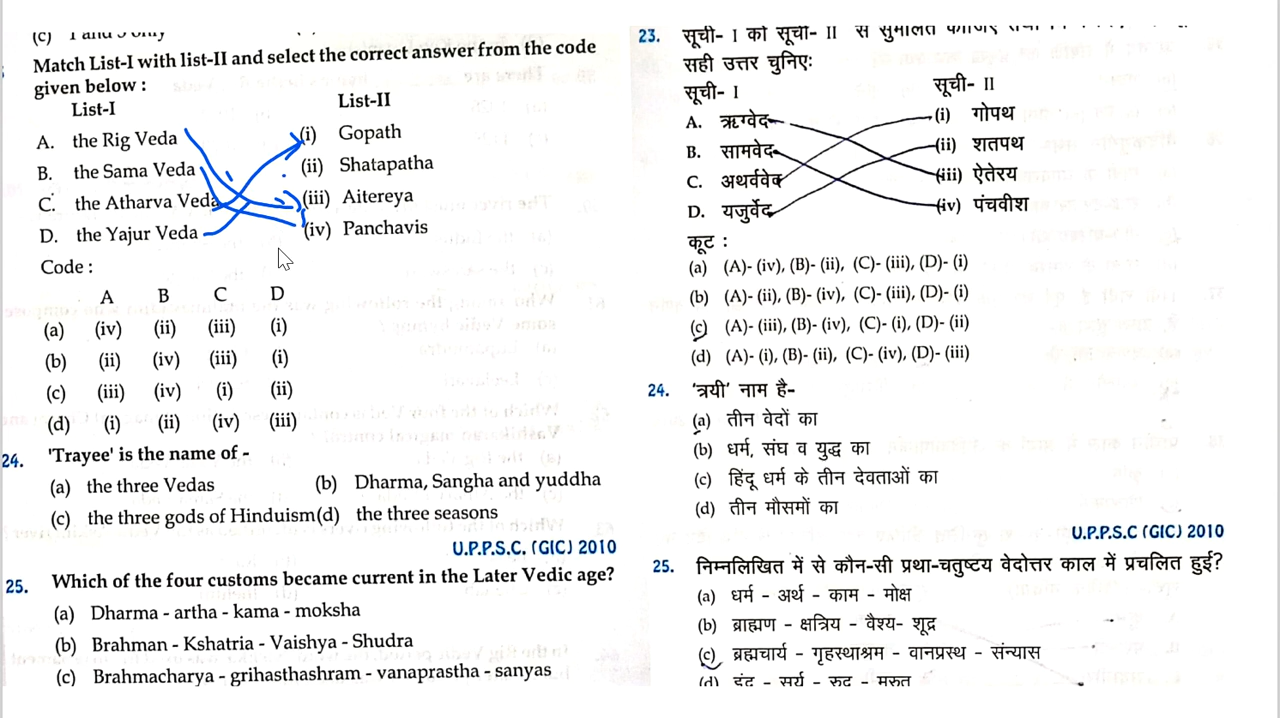 (c) 1 and 3 only
Match List-I with list-II and select the correct answer from the code
given below :
List-I List-II
A. the Rig Veda (i) Gopath
B. the Sama Veda (ii) Shatapatha
C. the Atharva Veda (iii) Aitereya
D. the Yajur Veda (iv) Panchavis
Code :
A B C D
(a) (iv) (ii) (iii) (i)
(b) (ii) (iv) (iii) (i)
(c) (iii) (iv) (i) (ii)
(d) (i) (ii) (iv) (iii)
24. 'Trayee' is the name of -
(a) the three Vedas (b) Dharma, Sangha and yuddha
(c) the three gods of Hinduism (d) the three seasons
U.P.P.S.C. (GIC) 2010
25. Which of the four customs became current in the Later Vedic age?
(a) Dharma - artha - kama - moksha
(b) Brahman - Kshatria - Vaishya - Shudra
(c) Brahmacharya - grihasthashram - vanaprastha - sanyas
23. सूची- I को सूची- II से सुमेलित कीजिए
सही उत्तर चुनिए:
सूची- I सूची- II
A. ऋग्वेद (i) गोपथ
B. सामवेद (ii) शतपथ
C. अथर्ववेद (iii) ऐतेरय
D. यजुर्वेद (iv) पंचवीश
कूट :
(a) (A)- (iv), (B)- (ii), (C)- (iii), (D)- (i)
(b) (A)- (ii), (B)- (iv), (C)- (iii), (D)- (i)
(c) (A)- (iii), (B)- (iv), (C)- (i), (D)- (ii)
(d) (A)- (i), (B)- (ii), (C)- (iv), (D)- (iii)
24. 'त्रयी' नाम है-
(a) तीन वेदों का
(b) धर्म, संघ व युद्ध का
(c) हिंदू धर्म के तीन देवताओं का
(d) तीन मौसमों का
U.P.P.S.C (GIC) 2010
25. निम्नलिखित में से कौन-सी प्रथा-चतुष्टय वेदोत्तर काल में प्रचलित हुई?
(a) धर्म - अर्थ - काम - मोक्ष
(b) ब्राह्मण - क्षत्रिय - वैश्य- शूद्र
(c) ब्रह्मचार्य - गृहस्थाश्रम - वानप्रस्थ - संन्यास
(d) इंद्र - सूर्य - रुद्र - मरुत